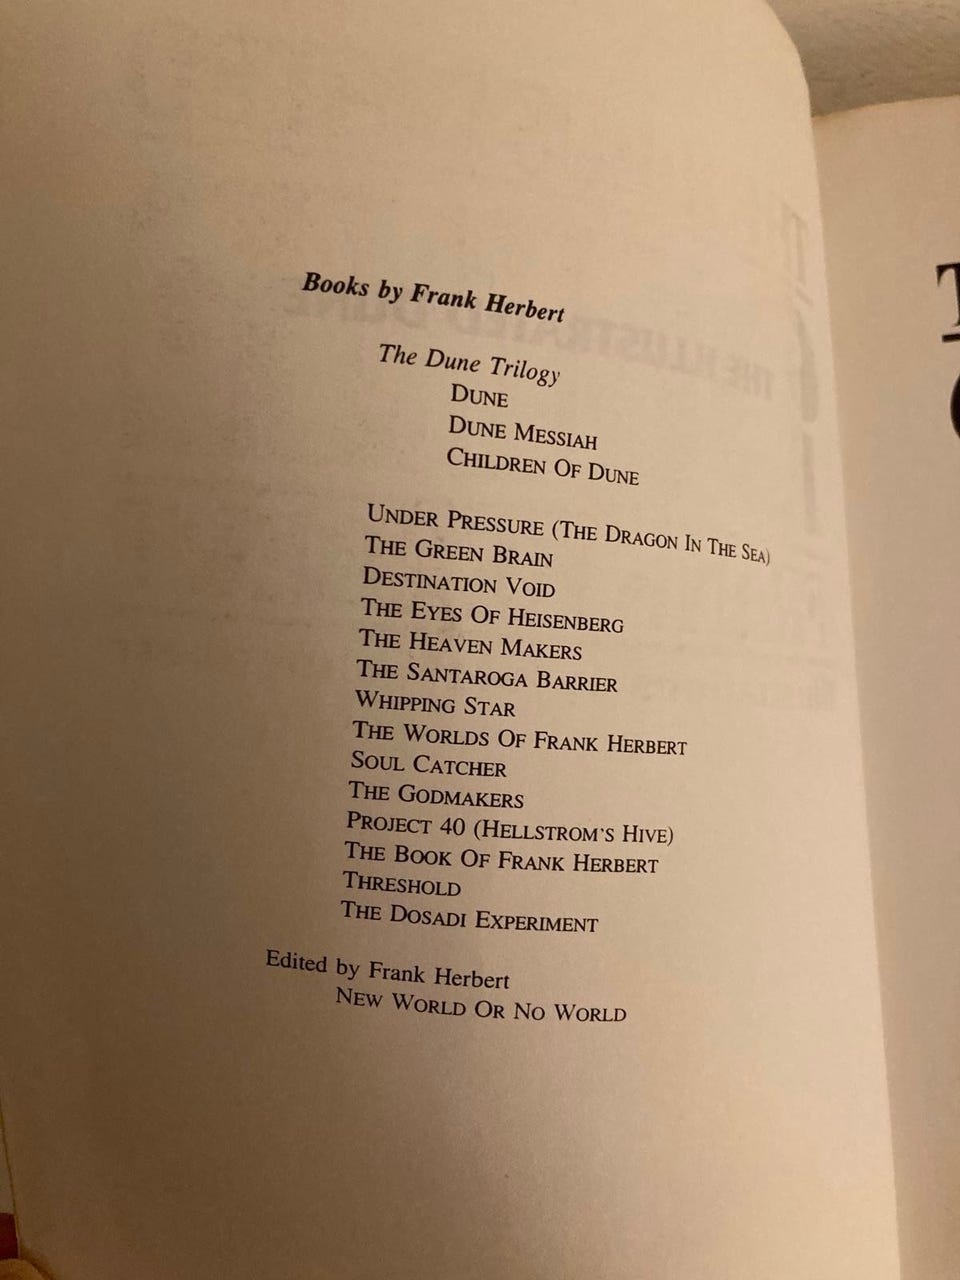 Books by Frank Herbert
The Dune Trilogy
DUNE
DUNE MESSIAH
CHILDREN OF DUNE
UNDER PRESSURE (THE DRAGON IN THE SEA)
THE GREEN BRAIN
DESTINATION VOID
THE EYES OF HEISENBERG
THE HEAVEN MAKERS
THE SANTAROGA BARRIER
WHIPPING STAR
THE WORLDS OF FRANK HERBERT
SOUL CATCHER
THE GODMAKERS
PROJECT 40 (HELLSTROM'S HIVE)
THE BOOK OF FRANK HERBERT
THRESHOLD
THE DOSADI EXPERIMENT
Edited by Frank Herbert
NEW WORLD OR NO WORLD